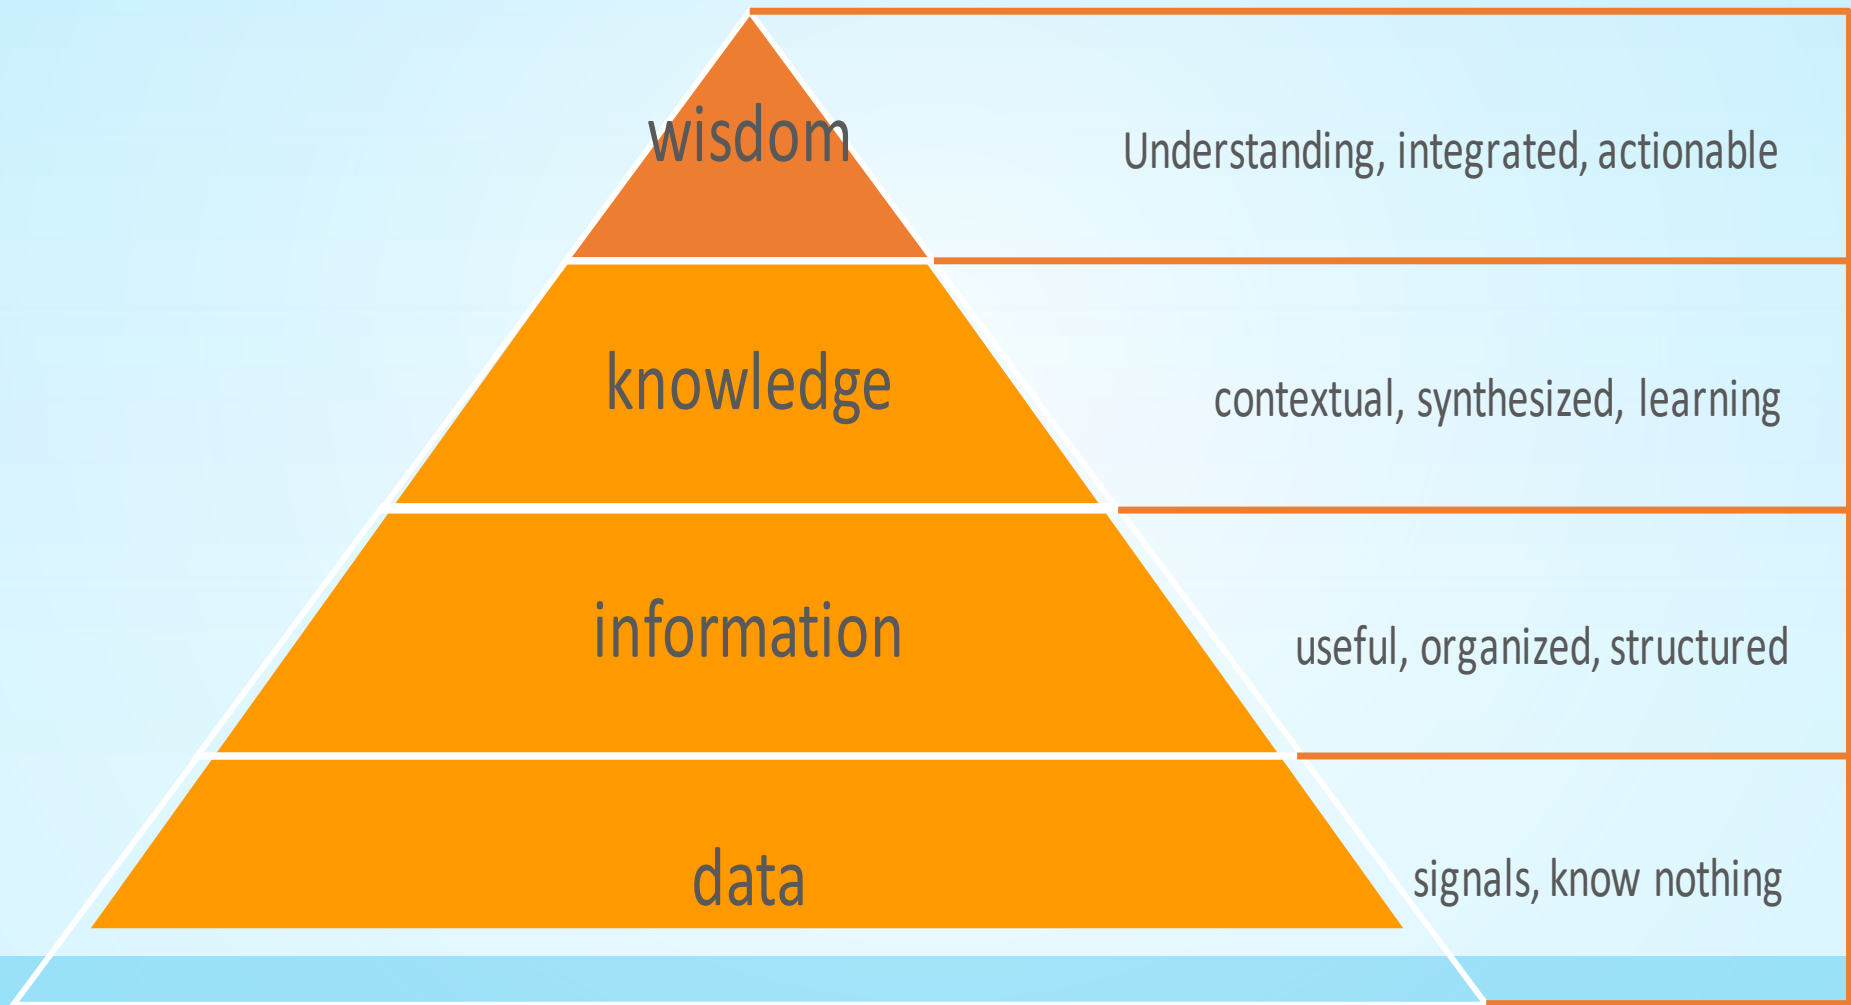 wisdom
Understanding, integrated, actionable
knowledge
contextual, synthesized, learning
information
useful, organized, structured
data
signals, know nothing